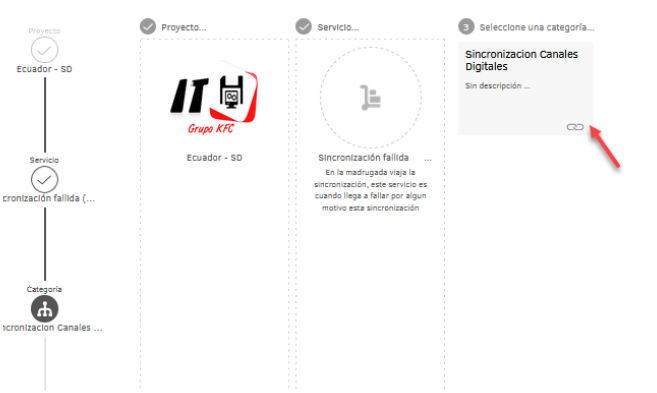 Proyecto
Ecuador - SD
Servicio
cronización fallida (...
Categoría
ncronizacion Canales ...
Proyecto...
ITH
Grupo KFC
Ecuador - SD
Servicio...
Sincronización fallida ...
En la madrugada viaja la
sincronización, este servicio es
cuando llega a fallar por algun
motivo esta sincronización
3 Seleccione una categoría...
Sincronizacion Canales
Digitales
Sin descripción ...